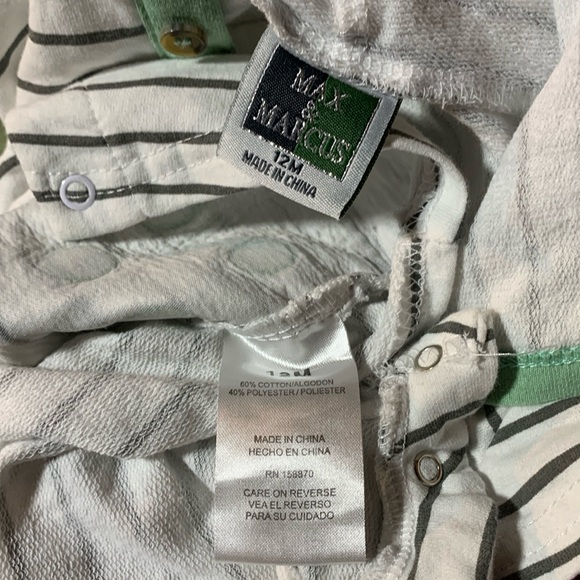 MAX
&
MARCUS
12M
MADE IN CHINA
12M
60% COTTON/ALGODON
40% POLYESTER / POLIESTER
MADE IN CHINA
HECHO EN CHINA
RN 158870
CARE ON REVERSE
VEA EL REVERSO
PARA SU CUIDADO